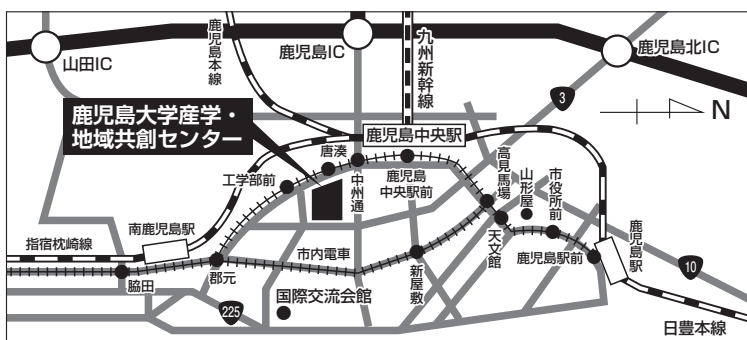 山田IC
鹿児島本線
鹿児島IC
九州新幹線
鹿児島北IC
3
N
鹿児島大学産学・
地域共創センター
鹿児島中央駅
唐湊
工学部前
中州通
鹿児島
中央駅前
高見馬場
山形屋
市役所前
天文館
南鹿児島駅
指宿枕崎線
市内電車
鹿児島駅前
鹿児島駅
10
脇田
郡元
新屋敷
国際交流会館
225
日豊本線